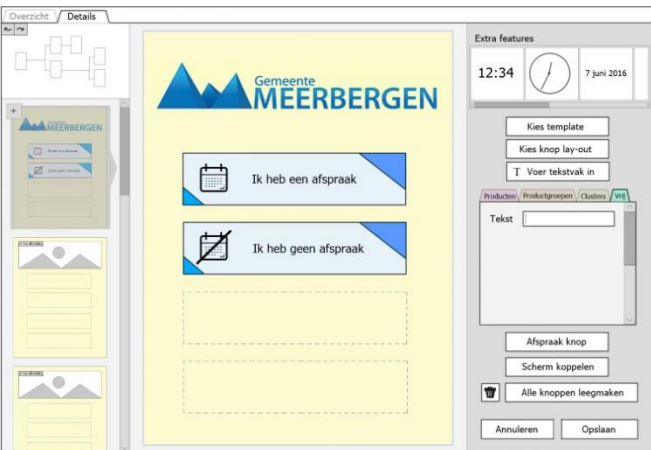 Overzicht
Details
MEERBERGEN
Gemeente
MEERBERGEN
Ik heb een afspraak
Ik heb geen afspraak
Extra features
12:34
7 juni 2016
Kies template
Kies knop lay-out
T Voer tekstvak in
Producten
Productgroepen
Clusters
Vrij
Tekst
Afspraak knop
Scherm koppelen
Alle knoppen leegmaken
Annuleren
Opslaan